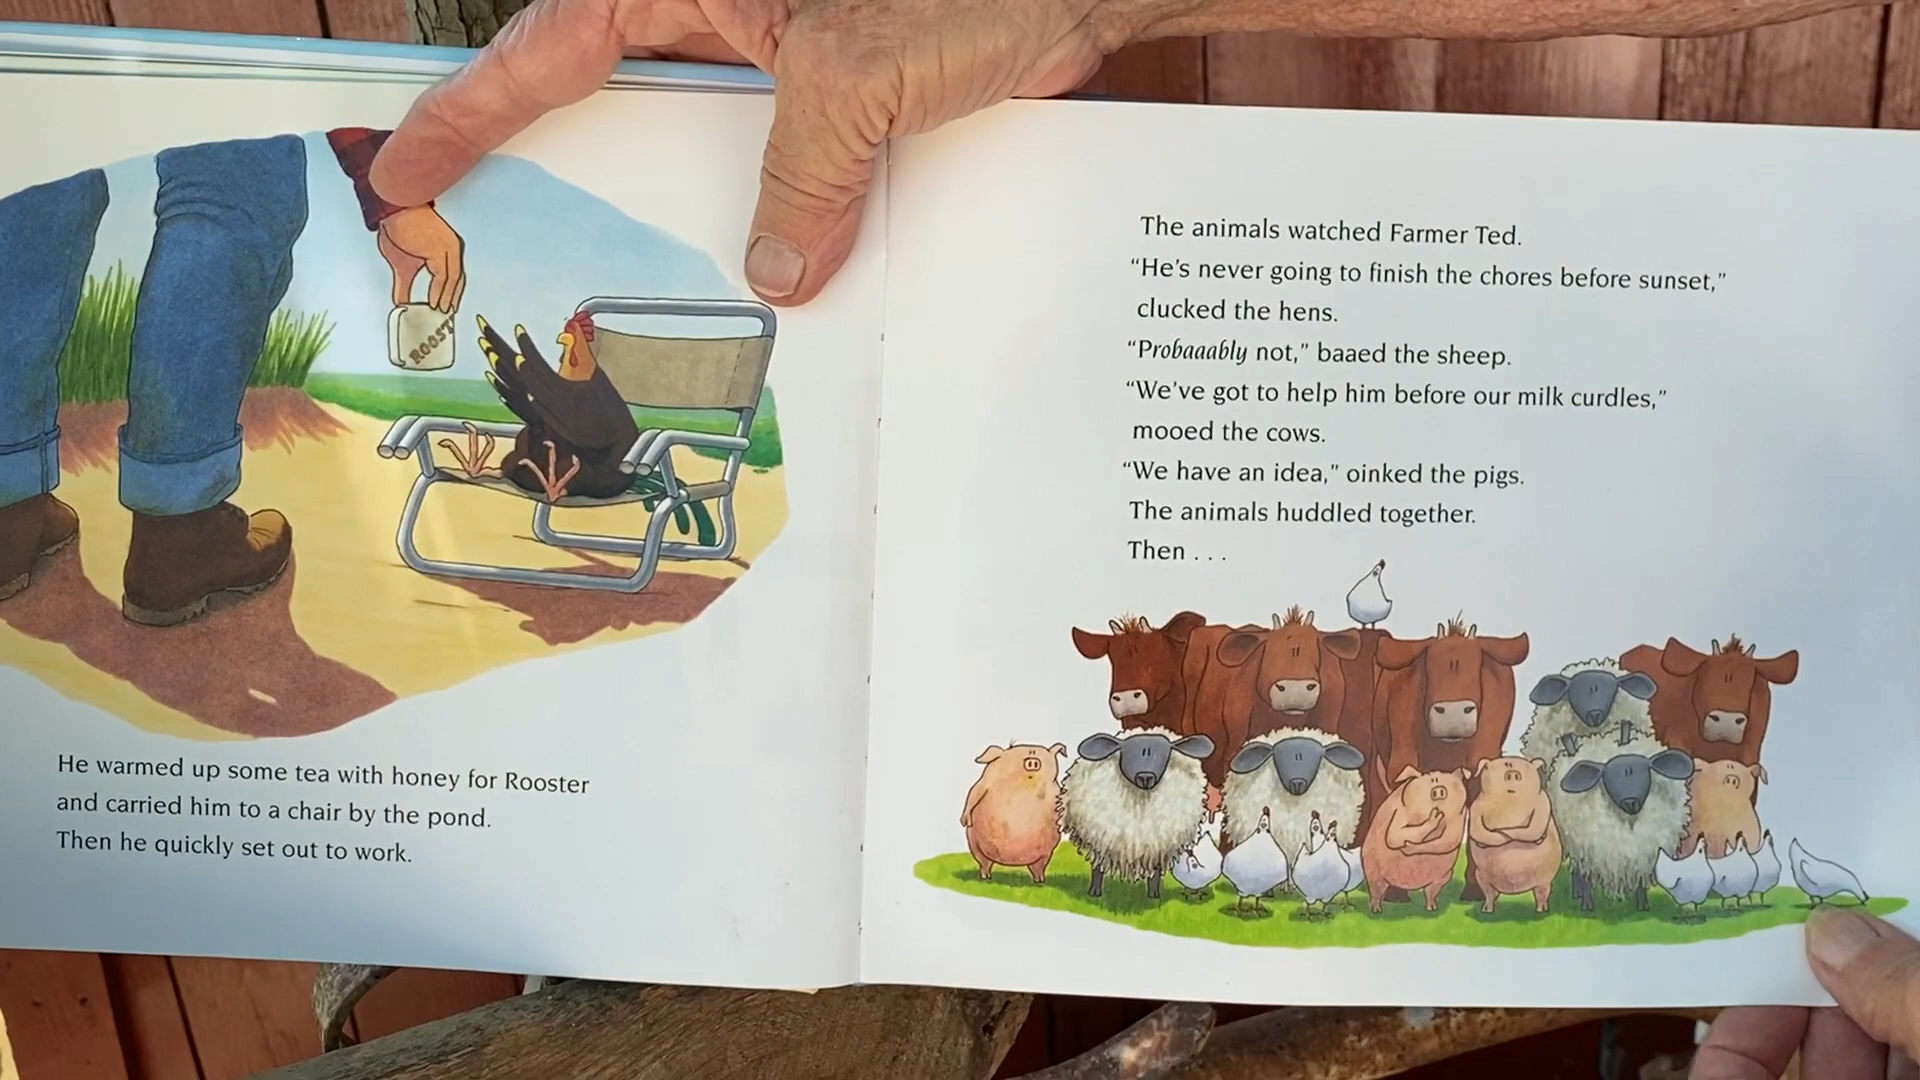 ROOST
He warmed up some tea with honey for Rooster
and carried him to a chair by the pond.
Then he quickly set out to work.
The animals watched Farmer Ted.
“He’s never going to finish the chores before sunset,”
clucked the hens.
“Probaaably not,” baaed the sheep.
“We’ve got to help him before our milk curdles,”
mooed the cows.
“We have an idea,” oinked the pigs.
The animals huddled together.
Then . . .